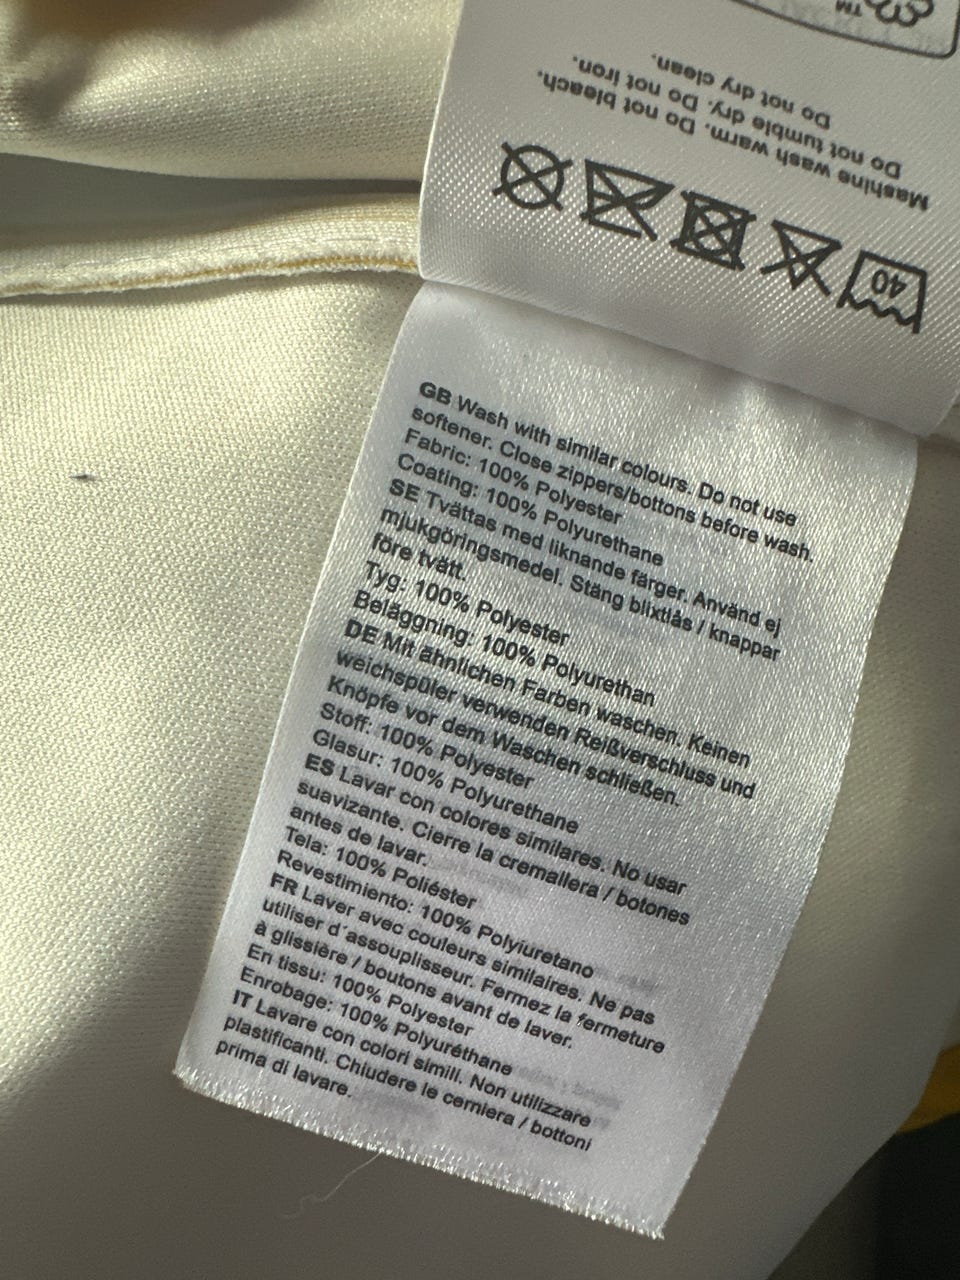 Mashine wash warm. Do not bleach.
Do not tumble dry. Do not iron.
Do not dry clean.
40
TM
GB Wash with similar colours. Do not use
softener. Close zippers/bottons before wash.
Fabric: 100% Polyester
Coating: 100% Polyurethane
SE Tvättas med liknande färger. Använd ej
mjukgöringsmedel. Stäng blixtlås / knappar
före tvätt.
Tyg: 100% Polyester
Beläggning: 100% Polyurethan
DE Mit ähnlichen Farben waschen. Keinen
weichspüler verwenden Reißverschluss und
Knöpfe vor dem Waschen schließen.
Stoff: 100% Polyester
Glasur: 100% Polyurethane
ES Lavar con colores similares. No usar
suavizante. Cierre la cremallera / botones
antes de lavar.
Tela: 100% Poliéster
Revestimiento: 100% Polyiuretano
FR Laver avec couleurs similaires. Ne pas
utiliser d´assouplisseur. Fermez la fermeture
à glissière / boutons avant de laver.
En tissu: 100% Polyester
Enrobage: 100% Polyuréthane
IT Lavare con colori simili. Non utilizzare
plastificanti. Chiudere le cerniera / bottoni
prima di lavare.